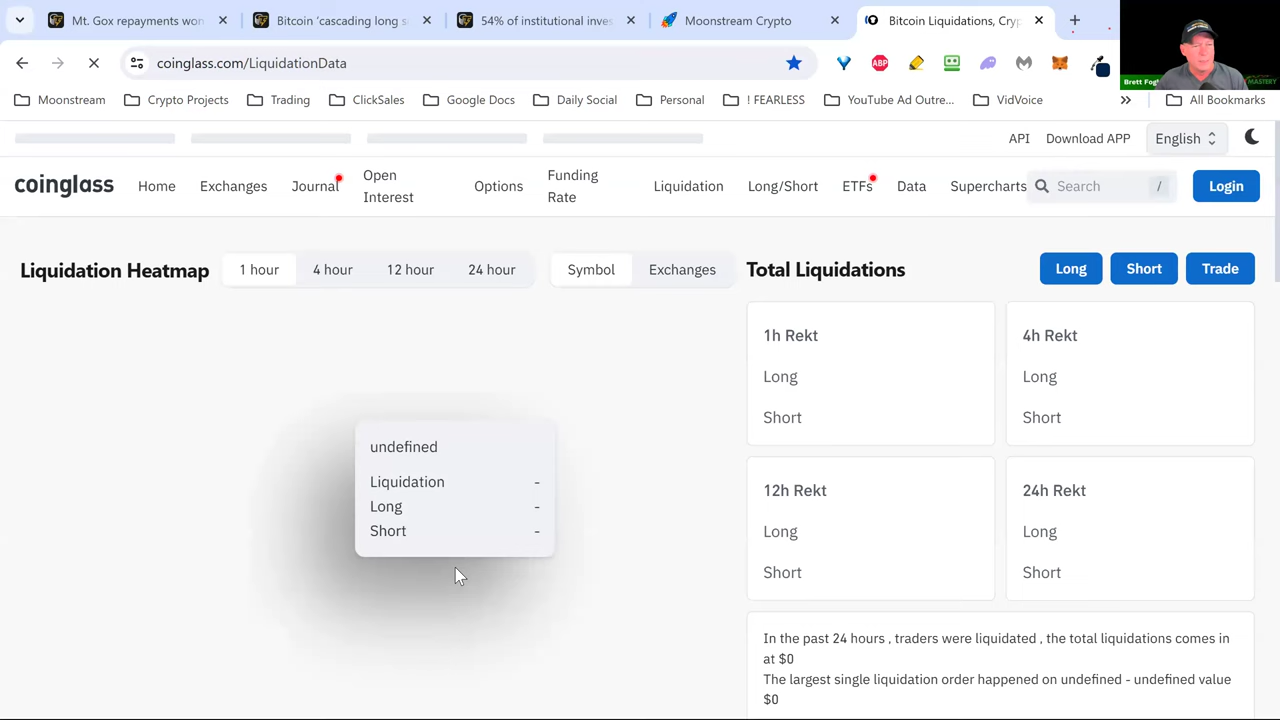 Mt. Gox repayments won
Bitcoin 'cascading long s
54% of institutional inves
Moonstream Crypto
Bitcoin Liquidations, Cryp
coinglass.com/LiquidationData
ABP
Moonstream
Crypto Projects
Trading
ClickSales
Google Docs
Daily Social
Personal
! FEARLESS
YouTube Ad Outre...
VidVoice
All Bookmarks
Brett Fogl
MASTERY
API
Download APP
English
coinglass
Home
Exchanges
Journal
Open Interest
Options
Funding Rate
Liquidation
Long/Short
ETFs
Data
Supercharts
Search
/
Login
Liquidation Heatmap
1 hour
4 hour
12 hour
24 hour
Symbol
Exchanges
Total Liquidations
Long
Short
Trade
1h Rekt
Long
Short
4h Rekt
Long
Short
12h Rekt
Long
Short
24h Rekt
Long
Short
undefined
Liquidation -
Long -
Short -
In the past 24 hours , traders were liquidated , the total liquidations comes in
at $0
The largest single liquidation order happened on undefined - undefined value
$0